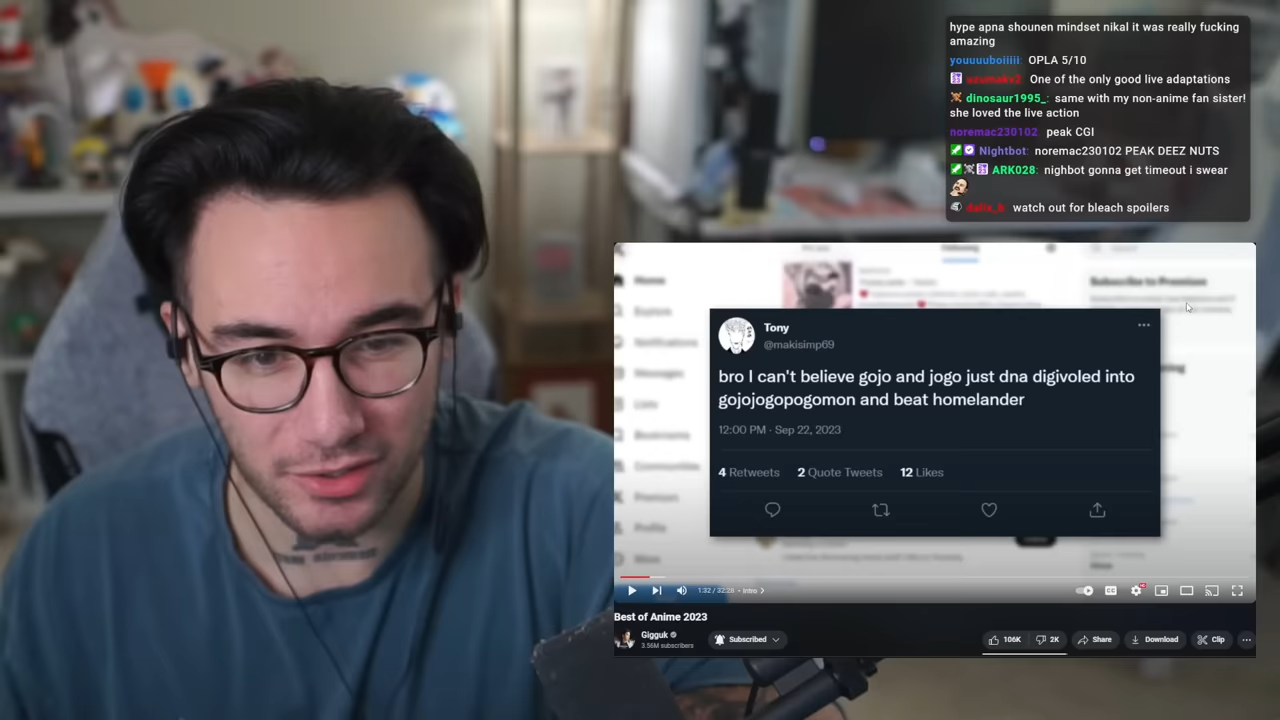 hype apna shounen mindset nikal it was really fucking
amazing
youuuuboiiiii: OPLA 5/10
uzumakv2 One of the only good live adaptations
dinosaur1995_: same with my non-anime fan sister!
she loved the live action
noremac230102 peak CGI
Nightbot: noremac230102 PEAK DEEZ NUTS
ARK028: nighbot gonna get timeout i swear
watch out for bleach spoilers
Home
Explore
Notifications
Messages
Lists
Bookmarks
Communities
Premium
Profile
Following
Subscribe to Premium
Tony
@makisimp69
bro I can't believe gojo and jogo just dna digivoled into
gojojogopogomon and beat homelander
12:00 PM · Sep 22, 2023
4 Retweets 2 Quote Tweets 12 Likes
1:32 / 32:28 • Intro >
Best of Anime 2023
Gigguk
3.56M subscribers
Subscribed
106K 2K Share Download Clip